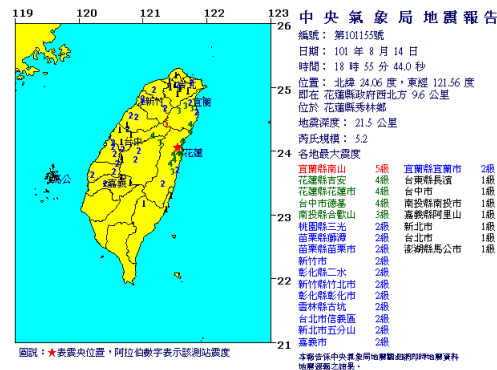 中央氣象局地震報告
編號： 第101155號
日期： 101 年 8 月 14 日
時間： 18 時 55 分 44.0 秒
位置： 北緯 24.06 度，東經 121.56 度
即在 花蓮縣政府西北方 9.6 公里
位於 花蓮縣秀林鄉
地震深度： 21.5 公里
芮氏規模： 5.2
各地最大震度
宜蘭縣南山 5級 宜蘭縣宜蘭市 2級
花蓮縣吉安 4級 台東縣長濱 1級
花蓮縣花蓮市 4級 台中市 1級
台中市德基 4級 南投縣南投市 1級
南投縣合歡山 3級 嘉義縣阿里山 1級
桃園縣三光 2級 新北市 1級
苗栗縣獅潭 2級 台北市 1級
苗栗縣苗栗市 2級 澎湖縣馬公市 1級
新竹市 2級
彰化縣二水 2級
新竹縣竹北市 2級
彰化縣彰化市 2級
雲林縣古坑 2級
台北市信義區 2級
新北市五分山 2級
嘉義市 2級
本報告係中央氣象局地震觀測網即時地震資料
地震速報之結果。
119 120 121 122 123
26
25
24
23
22
21
新竹
宜蘭
台中
花蓮
馬公
嘉義
圖說：★表震央位置，阿拉伯數字表示該測站震度